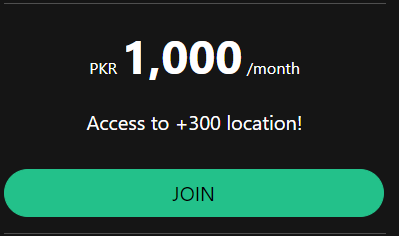 PKR 1,000 /month
Access to +300 location!
JOIN